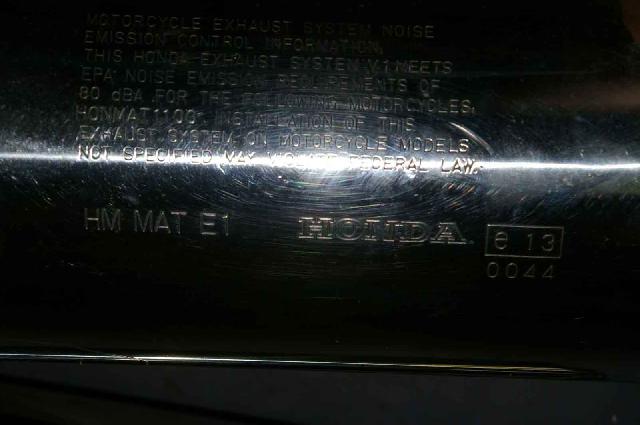 MOTORCYCLE EXHAUST SYSTEM NOISE
EMISSION CONTROL INFORMATION.
THIS HONDA EXHAUST SYSTEM V.1 MEETS
EPA NOISE EMISSION REQUIREMENTS OF
80 dBA FOR THE FOLLOWING MOTORCYCLES.
HONMAT1100. INSTALLATION OF THIS
EXHAUST SYSTEM ON MOTORCYCLE MODELS
NOT SPECIFIED MAY VIOLATE FEDERAL LAW.
HM MAT E1 HONDA 6 13
0044